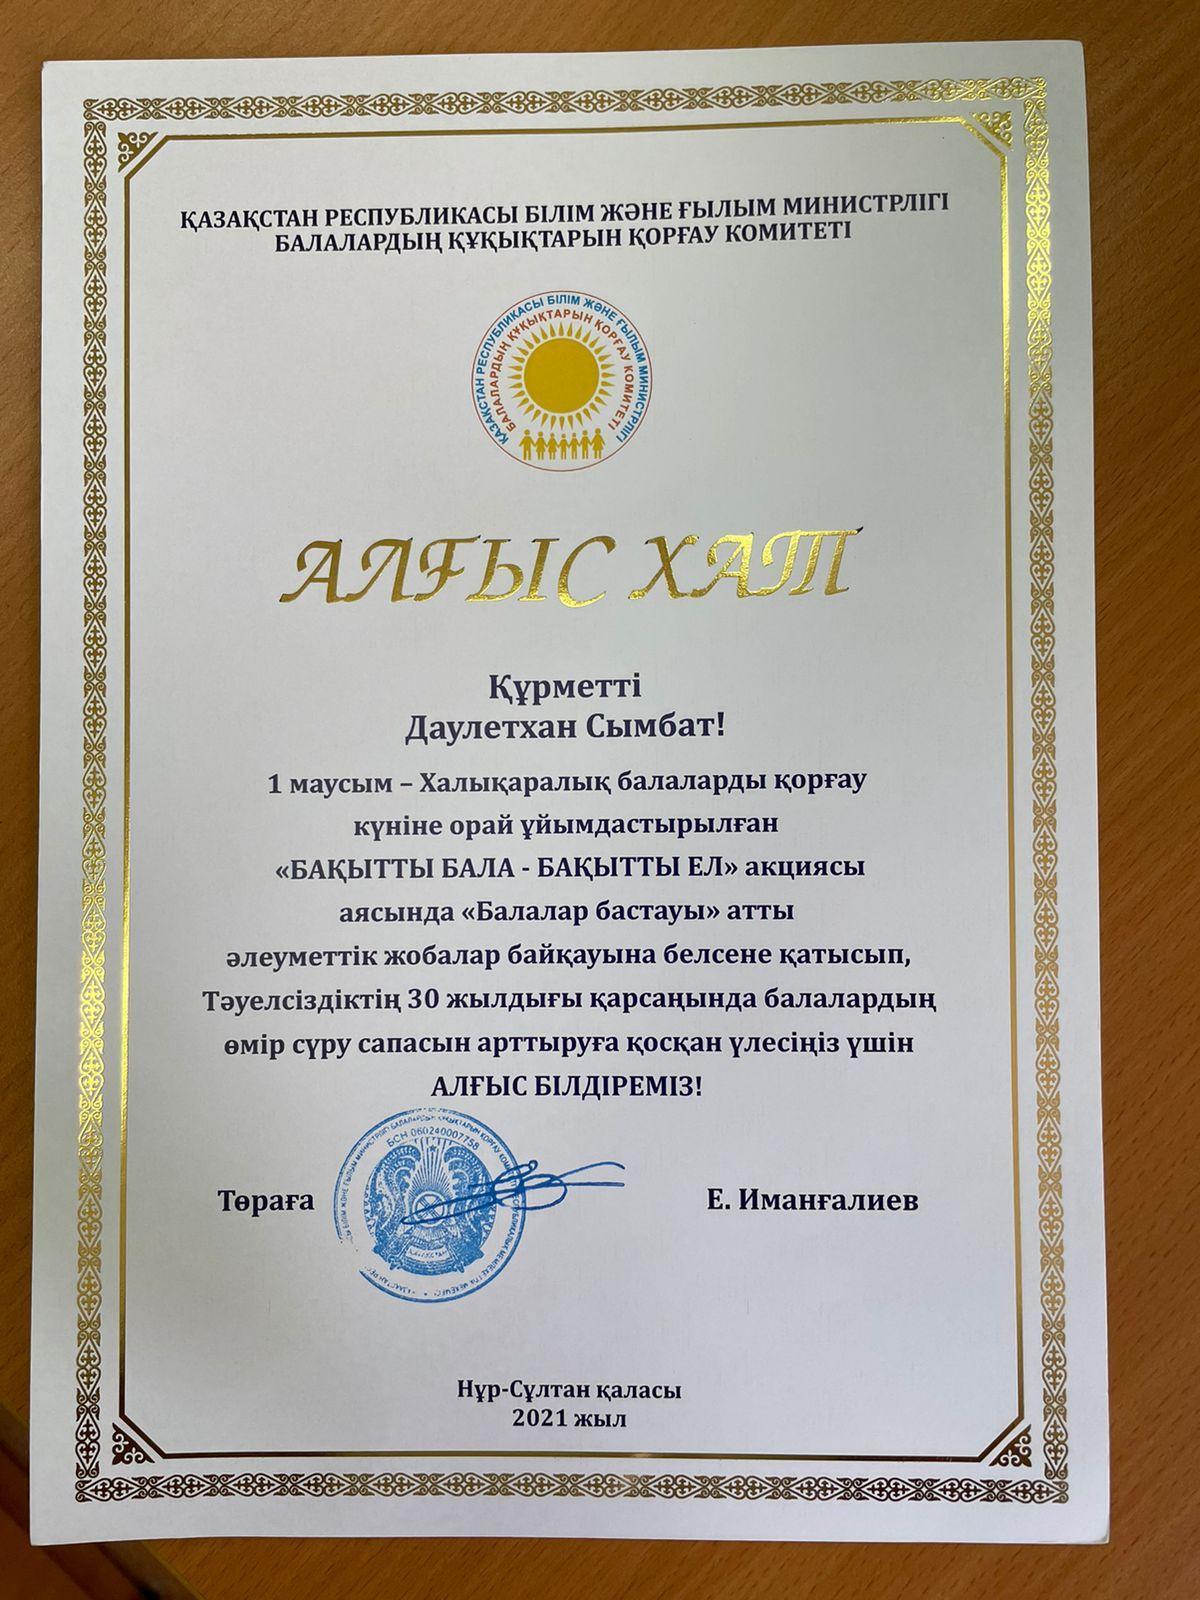 ҚАЗАҚСТАН РЕСПУБЛИКАСЫ БІЛІМ ЖӘНЕ ҒЫЛЫМ МИНИСТРЛІГІ
БАЛАЛАРДЫҢ ҚҰҚЫҚТАРЫН ҚОРҒАУ КОМИТЕТІ
ҚАЗАҚСТАН РЕСПУБЛИКАСЫ БІЛІМ ЖӘНЕ ҒЫЛЫМ МИНИСТРЛІГІ
БАЛАЛАРДЫҢ ҚҰҚЫҚТАРЫН ҚОРҒАУ КОМИТЕТІ
АЛҒЫС ХАТ
Құрметті
Даулетхан Сымбат!
1 маусым – Халықаралық балаларды қорғау
күніне орай ұйымдастырылған
«БАҚЫТТЫ БАЛА - БАҚЫТТЫ ЕЛ» акциясы
аясында «Балалар бастауы» атты
әлеуметтік жобалар байқауына белсене қатысып,
Тәуелсіздіктің 30 жылдығы қарсаңында балалардың
өмір сүру сапасын арттыруға қосқан үлесіңіз үшін
АЛҒЫС БІЛДІРЕМІЗ!
БСН 060240007758
Төраға
Е. Иманғалиев
Нұр-Сұлтан қаласы
2021 жыл